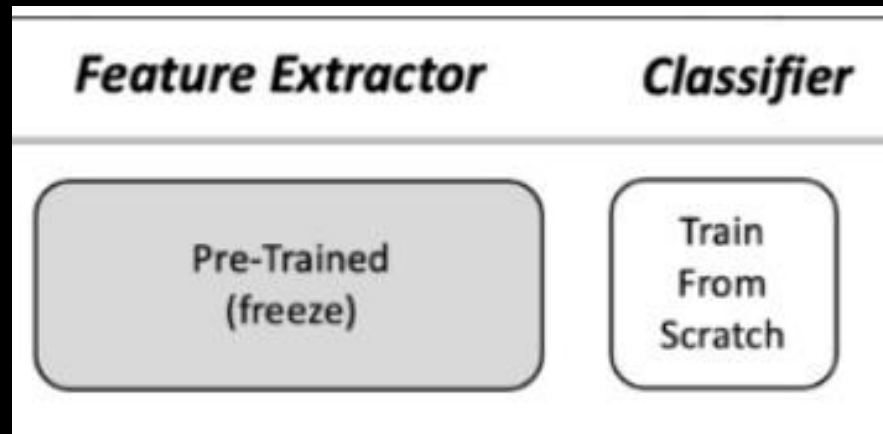 Feature Extractor Classifier
Pre-Trained
(freeze)
Train
From
Scratch